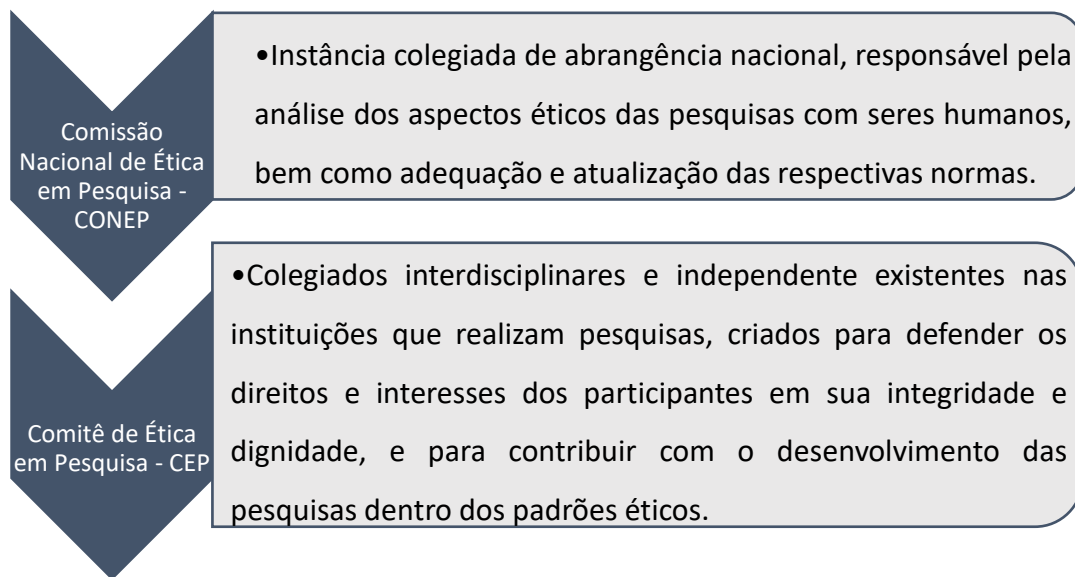 Comissão
Nacional de Ética
em Pesquisa -
CONEP
•Instância colegiada de abrangência nacional, responsável pela
análise dos aspectos éticos das pesquisas com seres humanos,
bem como adequação e atualização das respectivas normas.
Comitê de Ética
em Pesquisa - CEP
•Colegiados interdisciplinares e independente existentes nas
instituições que realizam pesquisas, criados para defender os
direitos e interesses dos participantes em sua integridade e
dignidade, e para contribuir com o desenvolvimento das
pesquisas dentro dos padrões éticos.